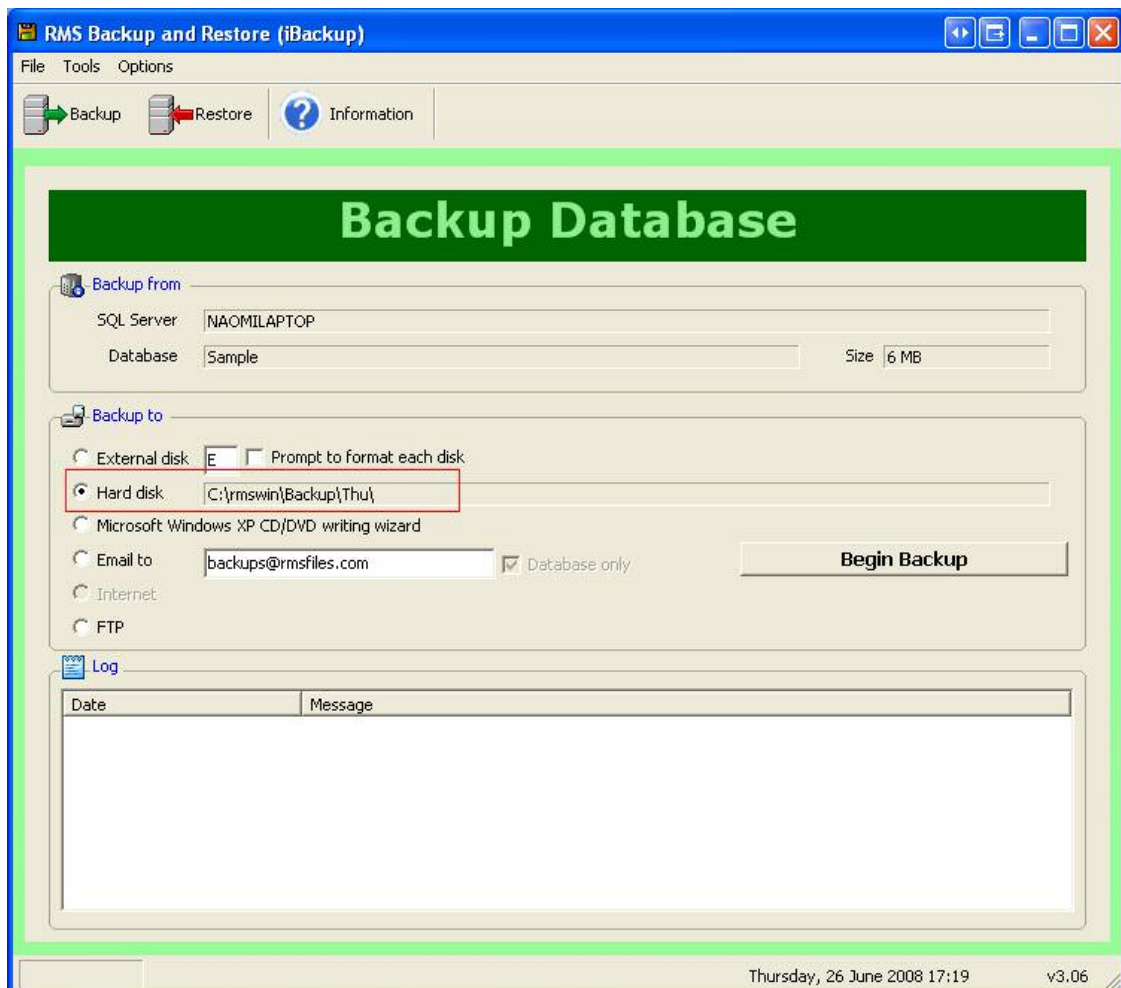 RMS Backup and Restore (iBackup)
File Tools Options
Backup Restore Information
Backup Database
Backup from
SQL Server NAOMILAPTOP
Database Sample Size 6 MB
Backup to
External disk E Prompt to format each disk
Hard disk C:\rmswin\Backup\Thu\
Microsoft Windows XP CD/DVD writing wizard
Email to backups@rmsfiles.com Database only Begin Backup
Internet
FTP
Log
Date Message
Thursday, 26 June 2008 17:19 v3.06